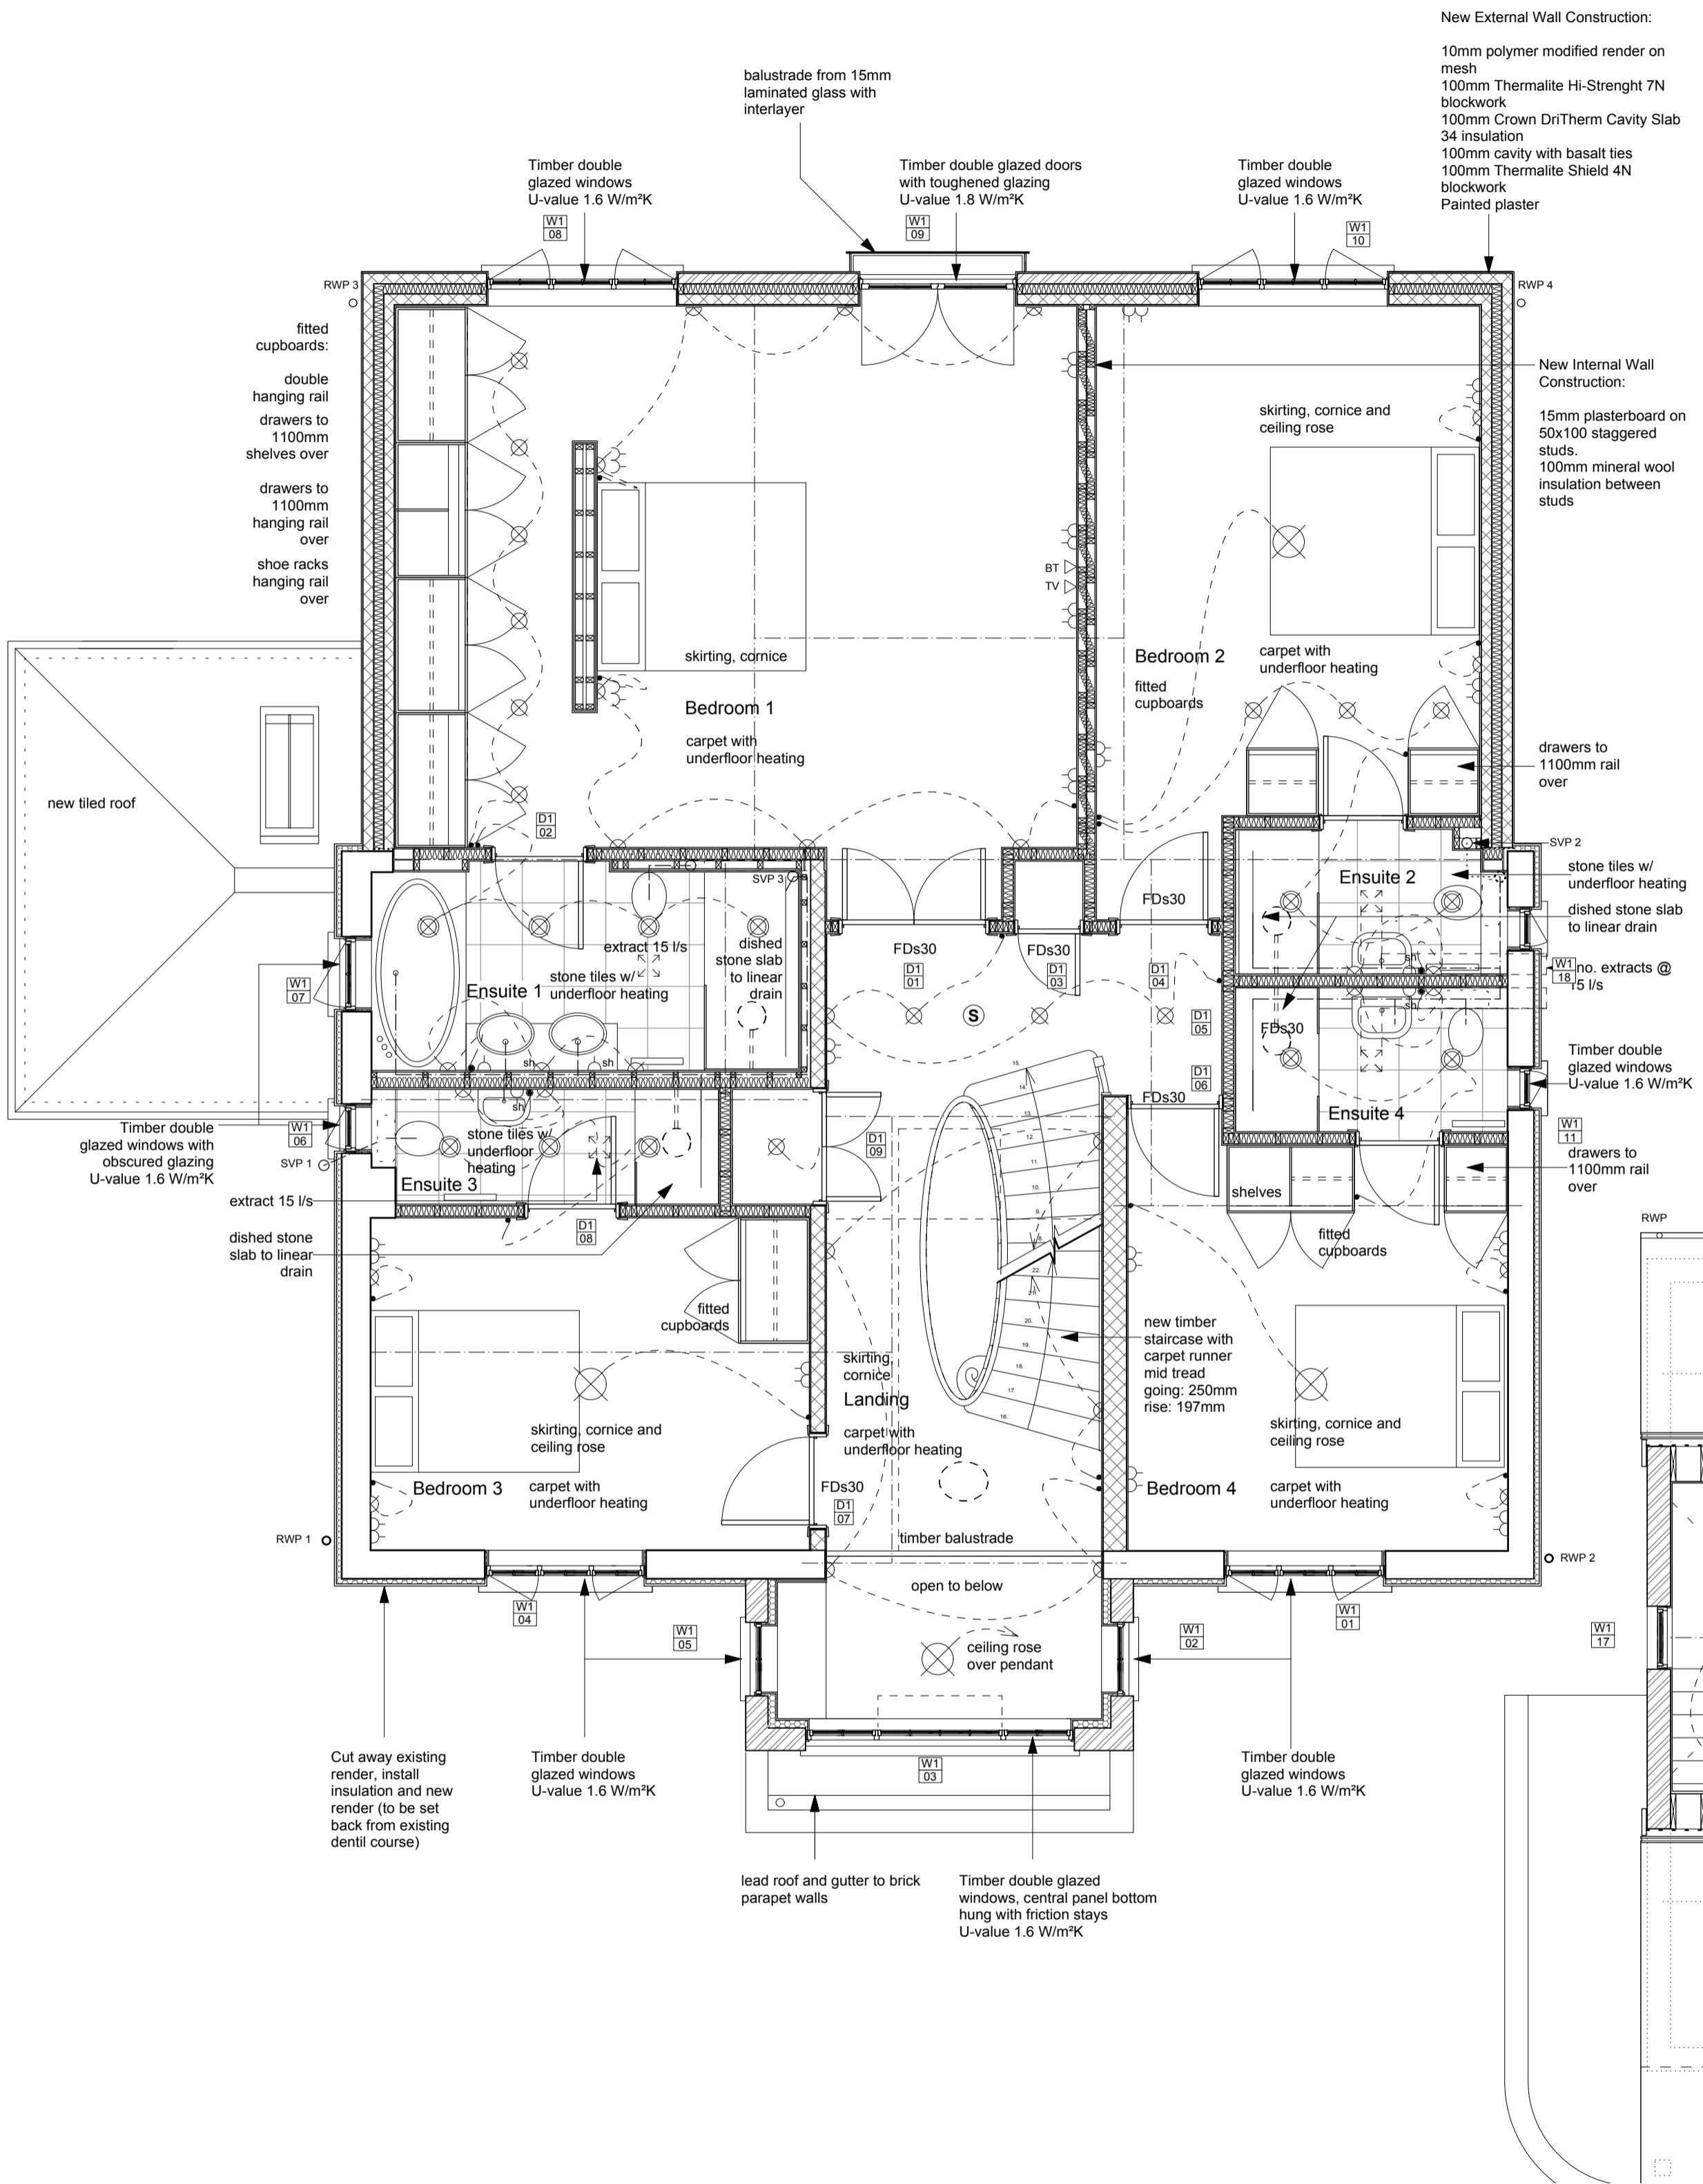 New External Wall Construction:
10mm polymer modified render on
mesh
100mm Thermalite Hi-Strenght 7N
blockwork
100mm Crown DriTherm Cavity Slab
34 insulation
100mm cavity with basalt ties
100mm Thermalite Shield 4N
blockwork
Painted plaster
balustrade from 15mm
laminated glass with
interlayer
Timber double
glazed windows
U-value 1.6 W/m²K
W1
08
Timber double glazed doors
with toughened glazing
U-value 1.8 W/m²K
W1
09
Timber double
glazed windows
U-value 1.6 W/m²K
W1
10
RWP 3
RWP 4
fitted
cupboards:
double
hanging rail
drawers to
1100mm
shelves over
drawers to
1100mm
hanging rail
over
shoe racks
hanging rail
over
New Internal Wall
Construction:
15mm plasterboard on
50x100 staggered
studs.
100mm mineral wool
insulation between
studs
skirting, cornice and
ceiling rose
BT
TV
skirting, cornice
Bedroom 1
carpet with
underfloor heating
Bedroom 2
fitted
cupboards
carpet with
underfloor heating
drawers to
1100mm rail
over
new tiled roof
D1
02
SVP 3
SVP 2
Ensuite 2
stone tiles w/
underfloor heating
dished stone slab
to linear drain
FDs30
extract 15 l/s
dished
stone slab
to linear
drain
stone tiles w/
underfloor heating
Ensuite 1
sh
sh
W1
07
FDs30
D1
01
FDs30
D1
03
D1
04
S
D1
05
D1
06
FDs30
sh
sh
W1
18
no. extracts @
15 l/s
FDs30
Ensuite 4
Timber double
glazed windows
U-value 1.6 W/m²K
W1
11
drawers to
1100mm rail
over
Timber double
glazed windows with
obscured glazing
U-value 1.6 W/m²K
W1
06
SVP 1
extract 15 l/s
dished stone
slab to linear
drain
sh
stone tiles w/
underfloor
heating
Ensuite 3
D1
08
D1
09
15.
14.
13.
12.
11.
10.
9.
8.
22.
21.
20.
19.
18.
17.
16.
shelves
fitted
cupboards
fitted
cupboards
new timber
staircase with
carpet runner
mid tread
going: 250mm
rise: 197mm
skirting,
cornice
Landing
carpet with
underfloor heating
skirting, cornice and
ceiling rose
Bedroom 3
carpet with
underfloor heating
FDs30
D1
07
skirting, cornice and
ceiling rose
Bedroom 4
carpet with
underfloor heating
RWP
RWP 1
RWP 2
timber balustrade
open to below
W1
04
W1
05
W1
02
W1
01
W1
17
ceiling rose
over pendant
Cut away existing
render, install
insulation and new
render (to be set
back from existing
dentil course)
Timber double
glazed windows
U-value 1.6 W/m²K
W1
03
Timber double
glazed windows
U-value 1.6 W/m²K
lead roof and gutter to brick
parapet walls
Timber double glazed
windows, central panel bottom
hung with friction stays
U-value 1.6 W/m²K